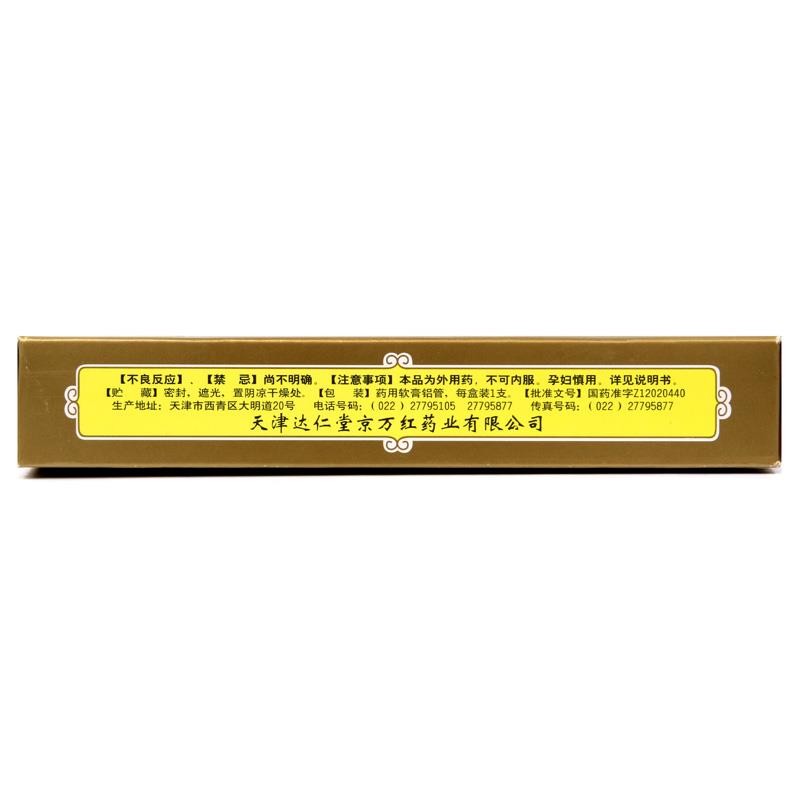 【不良反应】、【禁 忌】尚不明确。【注意事项】本品为外用药，不可内服。孕妇慎用。详见说明书。
【贮 藏】密封，遮光，置阴凉干燥处。【包 装】药用软膏铝管，每盒装1支。【批准文号】国药准字Z12020440
生产地址：天津市西青区大明道20号 电话号码：（022）27795105 27795877 传真号码：（022）27795877
天津达仁堂京万红药业有限公司